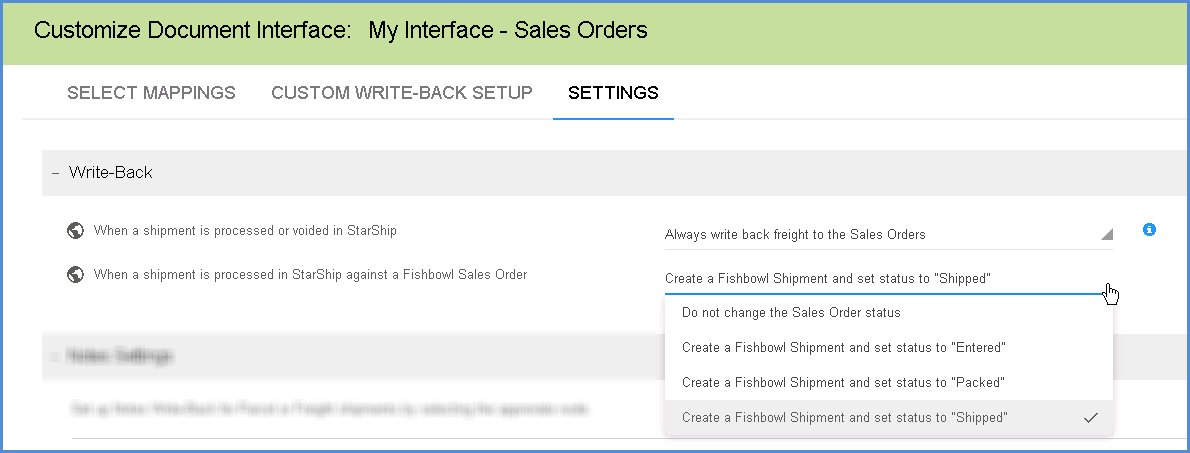 Customize Document Interface: My Interface - Sales Orders
SELECT MAPPINGS CUSTOM WRITE-BACK SETUP SETTINGS
– Write-Back
When a shipment is processed or voided in StarShip Always write back freight to the Sales Orders
When a shipment is processed in StarShip against a Fishbowl Sales Order Create a Fishbowl Shipment and set status to "Shipped"
Do not change the Sales Order status
Create a Fishbowl Shipment and set status to "Entered"
Create a Fishbowl Shipment and set status to "Packed"
Notes Settings
Create a Fishbowl Shipment and set status to "Shipped"